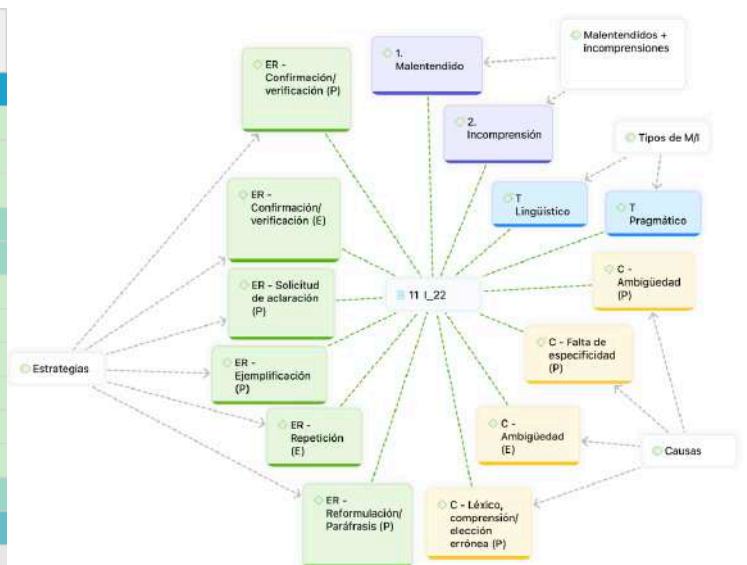 Malentendidos +
incomprensiones
1.
Malentendido
ER -
Confirmación/
verificación (P)
2.
Incomprensión
Tipos de M/I
T
Lingüístico
T
Pragmático
ER -
Confirmación/
verificación (E)
C -
Ambigüedad
(P)
ER - Solicitud
de aclaración
(P)
11 I_22
C - Falta de
especificidad
(P)
Estrategias
ER -
Ejemplificación
(P)
ER -
Repetición
(E)
C -
Ambigüedad
(E)
Causas
ER -
Reformulación/
Paráfrasis (P)
C - Léxico,
comprensión/
elección
errónea (P)